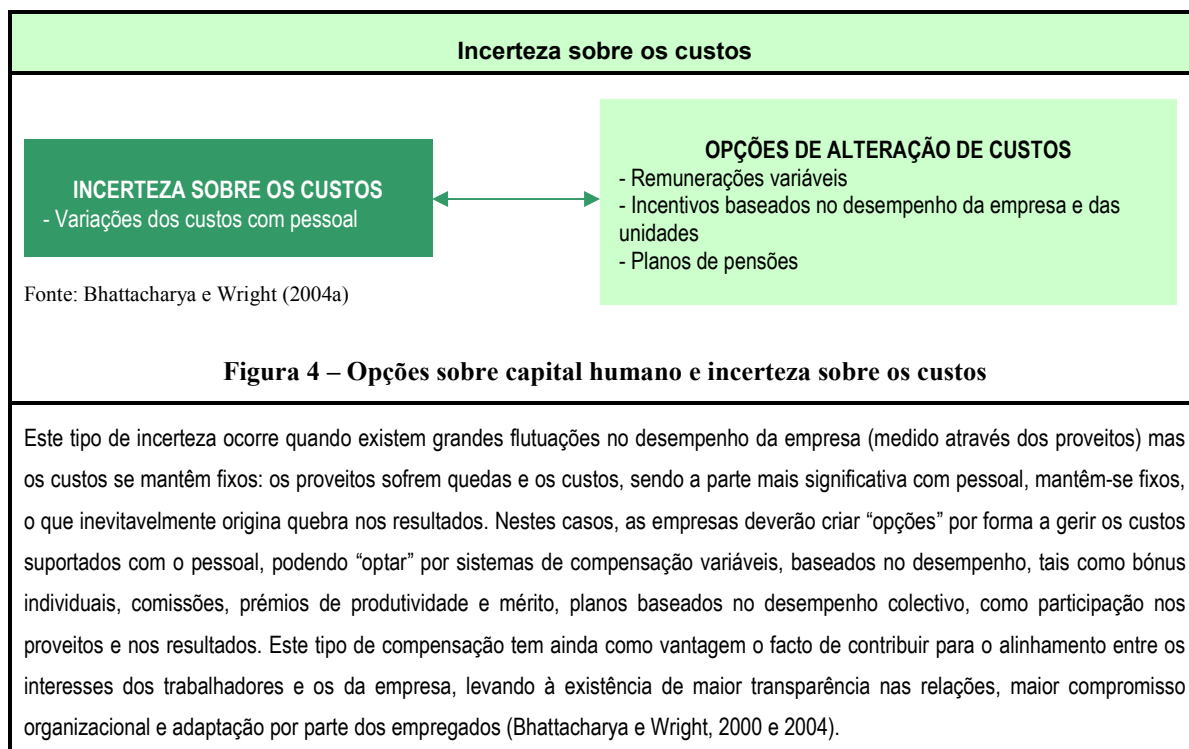 Incerteza sobre os custos
INCERTEZA SOBRE OS CUSTOS
- Variações dos custos com pessoal
OPÇÕES DE ALTERAÇÃO DE CUSTOS
- Remunerações variáveis
- Incentivos baseados no desempenho da empresa e das
unidades
- Planos de pensões
Fonte: Bhattacharya e Wright (2004a)
Figura 4 – Opções sobre capital humano e incerteza sobre os custos
Este tipo de incerteza ocorre quando existem grandes flutuações no desempenho da empresa (medido através dos proveitos) mas
os custos se mantêm fixos: os proveitos sofrem quedas e os custos, sendo a parte mais significativa com pessoal, mantêm-se fixos,
o que inevitavelmente origina quebra nos resultados. Nestes casos, as empresas deverão criar “opções” por forma a gerir os custos
suportados com o pessoal, podendo “optar” por sistemas de compensação variáveis, baseados no desempenho, tais como bónus
individuais, comissões, prémios de produtividade e mérito, planos baseados no desempenho colectivo, como participação nos
proveitos e nos resultados. Este tipo de compensação tem ainda como vantagem o facto de contribuir para o alinhamento entre os
interesses dos trabalhadores e os da empresa, levando à existência de maior transparência nas relações, maior compromisso
organizacional e adaptação por parte dos empregados (Bhattacharya e Wright, 2000 e 2004).